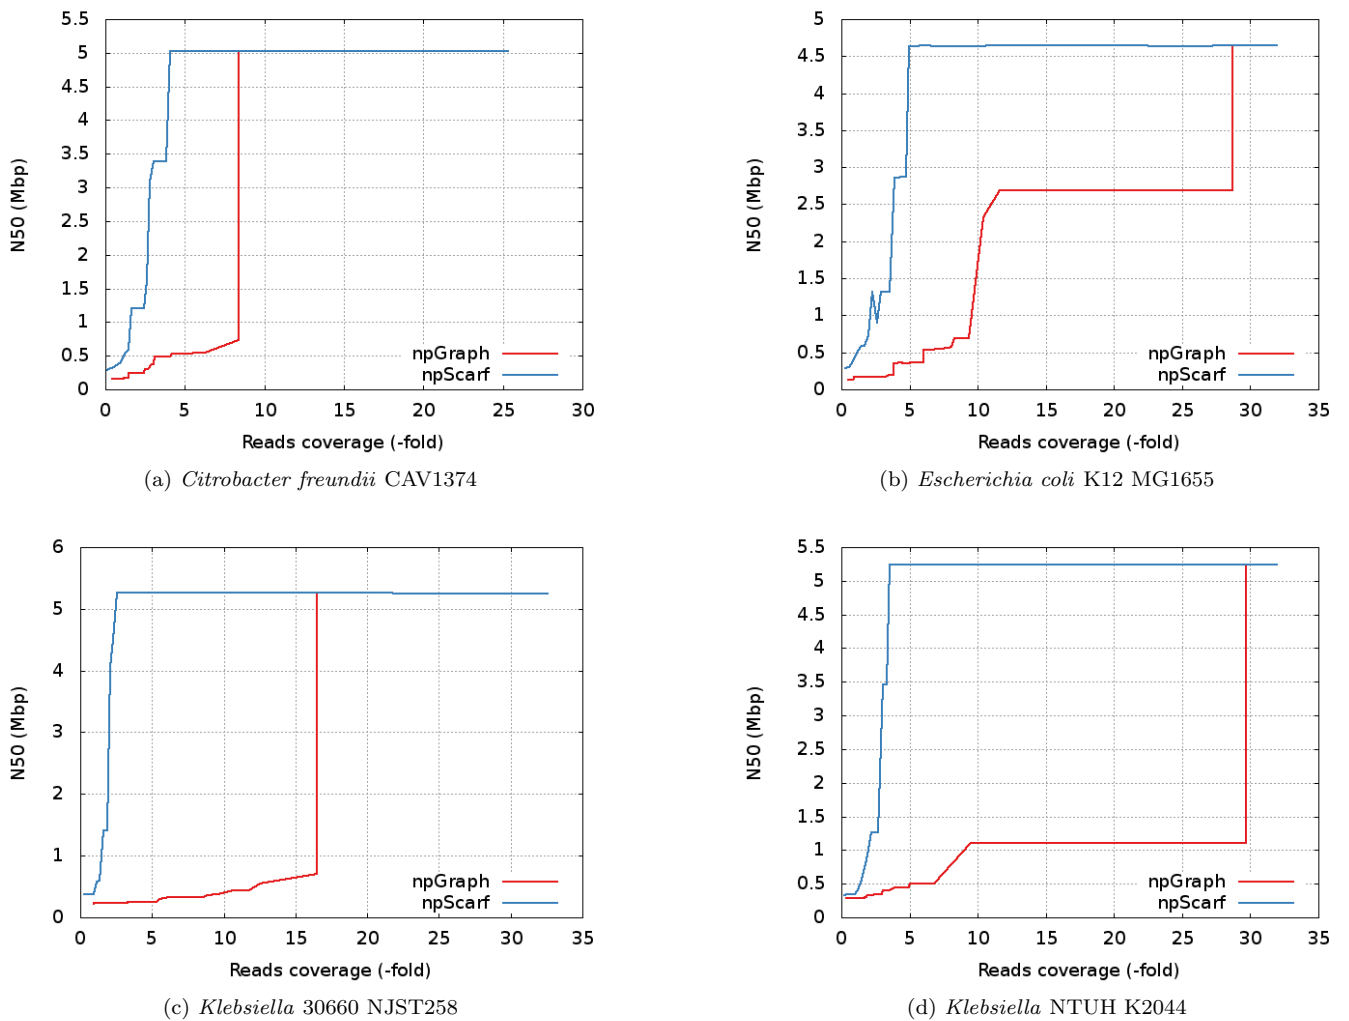 5.5
5
4.5
4
3.5
3
2.5
2
1.5
1
0.5
0
N50 (Mbp)
npGraph
npScarf
0 5 10 15 20 25 30
Reads coverage (-fold)
(a) Citrobacter freundii CAV1374
5
4.5
4
3.5
3
2.5
2
1.5
1
0.5
0
N50 (Mbp)
npGraph
npScarf
0 5 10 15 20 25 30 35
Reads coverage (-fold)
(b) Escherichia coli K12 MG1655
6
5
4
3
2
1
0
N50 (Mbp)
npGraph
npScarf
0 5 10 15 20 25 30 35
Reads coverage (-fold)
(c) Klebsiella 30660 NJST258
5.5
5
4.5
4
3.5
3
2.5
2
1.5
1
0.5
0
N50 (Mbp)
npGraph
npScarf
0 5 10 15 20 25 30 35
Reads coverage (-fold)
(d) Klebsiella NTUH K2044